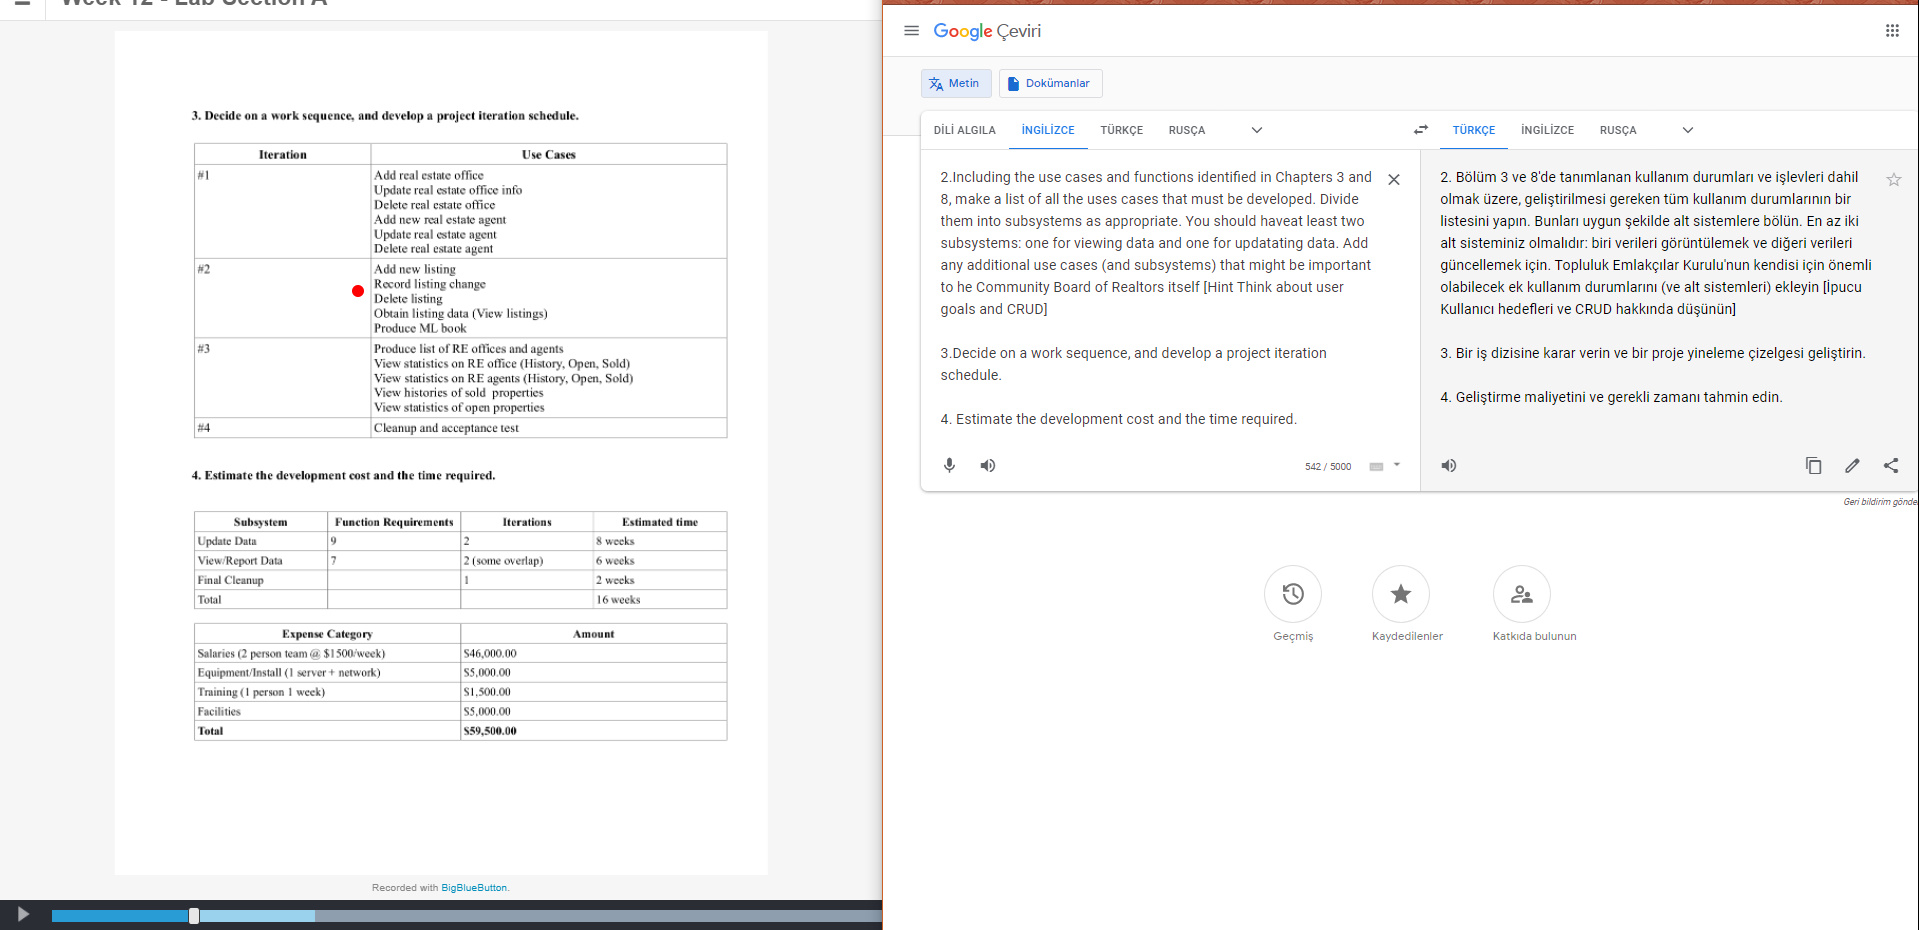 Week 12 - Lab Section A
3. Decide on a work sequence, and develop a project iteration schedule.
Iteration Use Cases
#1 Add real estate office
Update real estate office info
Delete real estate office
Add new real estate agent
Update real estate agent
Delete real estate agent
#2 Add new listing
Record listing change
Delete listing
Obtain listing data (View listings)
Produce ML book
#3 Produce list of RE offices and agents
View statistics on RE office (History, Open, Sold)
View statistics on RE agents (History, Open, Sold)
View histories of sold properties
View statistics of open properties
#4 Cleanup and acceptance test
4. Estimate the development cost and the time required.
Subsystem Function Requirements Iterations Estimated time
Update Data 9 2 8 weeks
View/Report Data 7 2 (some overlap) 6 weeks
Final Cleanup 1 2 weeks
Total 16 weeks
Expense Category Amount
Salaries (2 person team @ $1500/week) $46,000.00
Equipment/Install (1 server + network) $5,000.00
Training (1 person 1 week) $1,500.00
Facilities $5,000.00
Total $59,500.00
Recorded with BigBlueButton.
Google Çeviri
Metin Dokümanlar
DİLİ ALGILA İNGİLİZCE TÜRKÇE RUSÇA
TÜRKÇE İNGİLİZCE RUSÇA
2.Including the use cases and functions identified in Chapters 3 and
8, make a list of all the uses cases that must be developed. Divide
them into subsystems as appropriate. You should haveat least two
subsystems: one for viewing data and one for updatating data. Add
any additional use cases (and subsystems) that might be important
to he Community Board of Realtors itself [Hint Think about user
goals and CRUD]
3.Decide on a work sequence, and develop a project iteration
schedule.
4. Estimate the development cost and the time required.
542 / 5000
2. Bölüm 3 ve 8'de tanımlanan kullanım durumları ve işlevleri dahil
olmak üzere, geliştirilmesi gereken tüm kullanım durumlarının bir
listesini yapın. Bunları uygun şekilde alt sistemlere bölün. En az iki
alt sisteminiz olmalıdır: biri verileri görüntülemek ve diğeri verileri
güncellemek için. Topluluk Emlakçılar Kurulu'nun kendisi için önemli
olabilecek ek kullanım durumlarını (ve alt sistemleri) ekleyin [İpucu
Kullanıcı hedefleri ve CRUD hakkında düşünün]
3. Bir iş dizisine karar verin ve bir proje yineleme çizelgesi geliştirin.
4. Geliştirme maliyetini ve gerekli zamanı tahmin edin.
Geri bildirim gönde
Geçmiş Kaydedilenler Katkıda bulunun